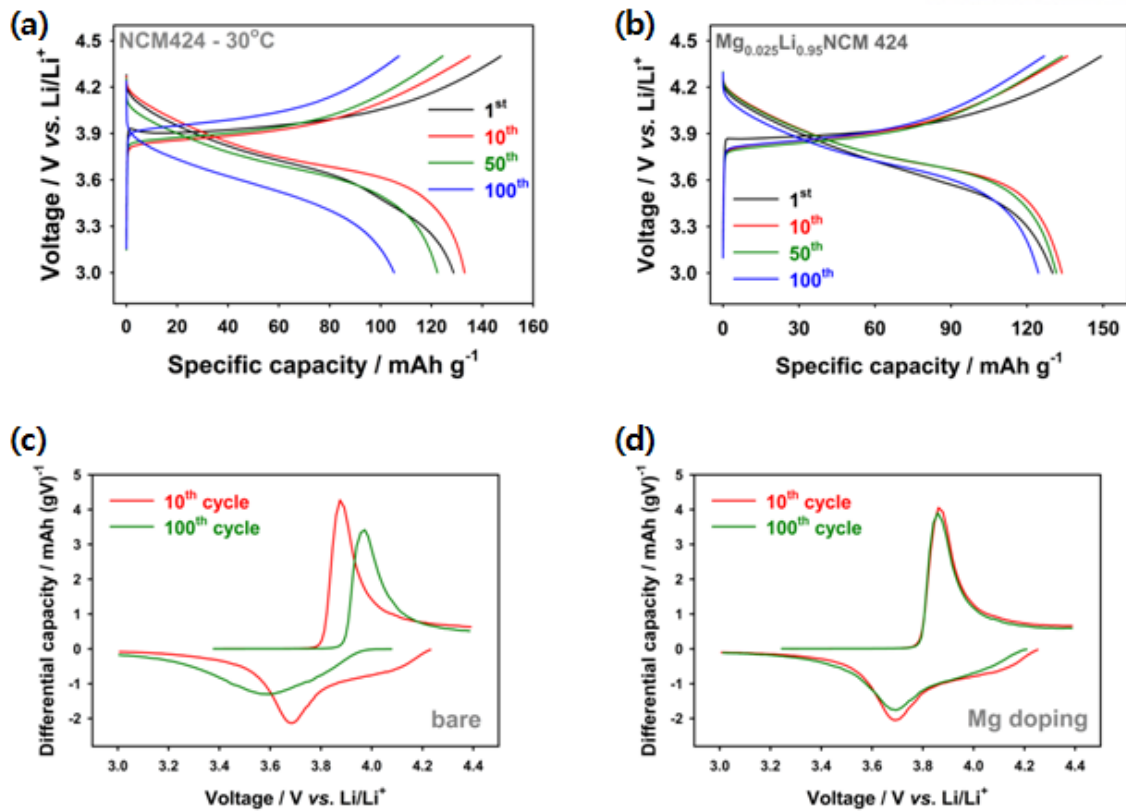 (a)
NCM424 - 30°C
Voltage / V vs. Li/Li⁺
4.5
4.2
3.9
3.6
3.3
3.0
1st
10th
50th
100th
0 20 40 60 80 100 120 140 160
Specific capacity / mAh g⁻¹
(b)
Mg0.025Li0.95NCM 424
Voltage / V vs. Li/Li⁺
4.5
4.2
3.9
3.6
3.3
3.0
1st
10th
50th
100th
0 30 60 90 120 150
Specific capacity / mAh g⁻¹
(c)
Differential capacity / mAh (gV)⁻¹
5
4
3
2
1
0
-1
-2
10th cycle
100th cycle
bare
3.0 3.2 3.4 3.6 3.8 4.0 4.2 4.4
Voltage / V vs. Li/Li⁺
(d)
Differential capacity / mAh (gV)⁻¹
5
4
3
2
1
0
-1
-2
10th cycle
100th cycle
Mg doping
3.0 3.2 3.4 3.6 3.8 4.0 4.2 4.4
Voltage / V vs. Li/Li⁺